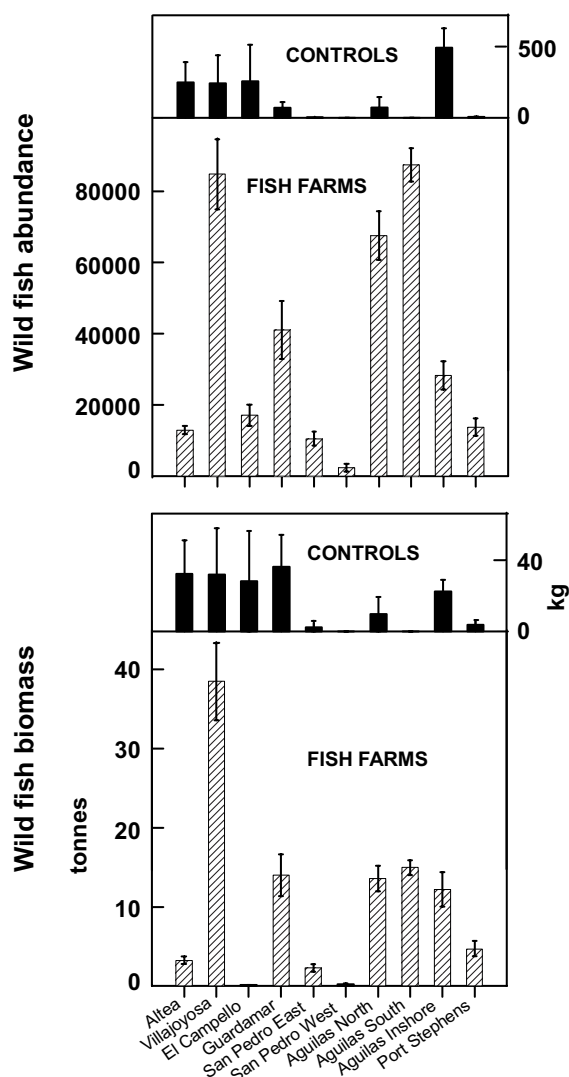 CONTROLS
500
0
Wild fish abundance
FISH FARMS
80000
60000
40000
20000
0
CONTROLS
40
0
kg
Wild fish biomass
tonnes
FISH FARMS
40
30
20
10
0
Altea
Villajoyosa
El Campello
Guardamar
San Pedro East
San Pedro West
Aguilas North
Aguilas South
Aguilas Inshore
Port Stephens